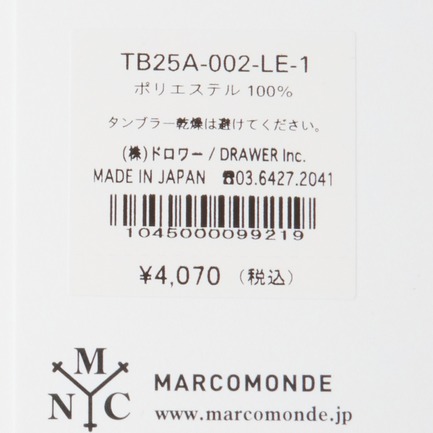 TB25A-002-LE-1
ポリエステル 100%
タンブラー乾燥は避けてください。
(株)ドロワー / DRAWER Inc.
MADE IN JAPAN ☎03.6427.2041
1045000099219
¥4,070 (税込)
M
N C
MARCOMONDE
www.marcomonde.jp